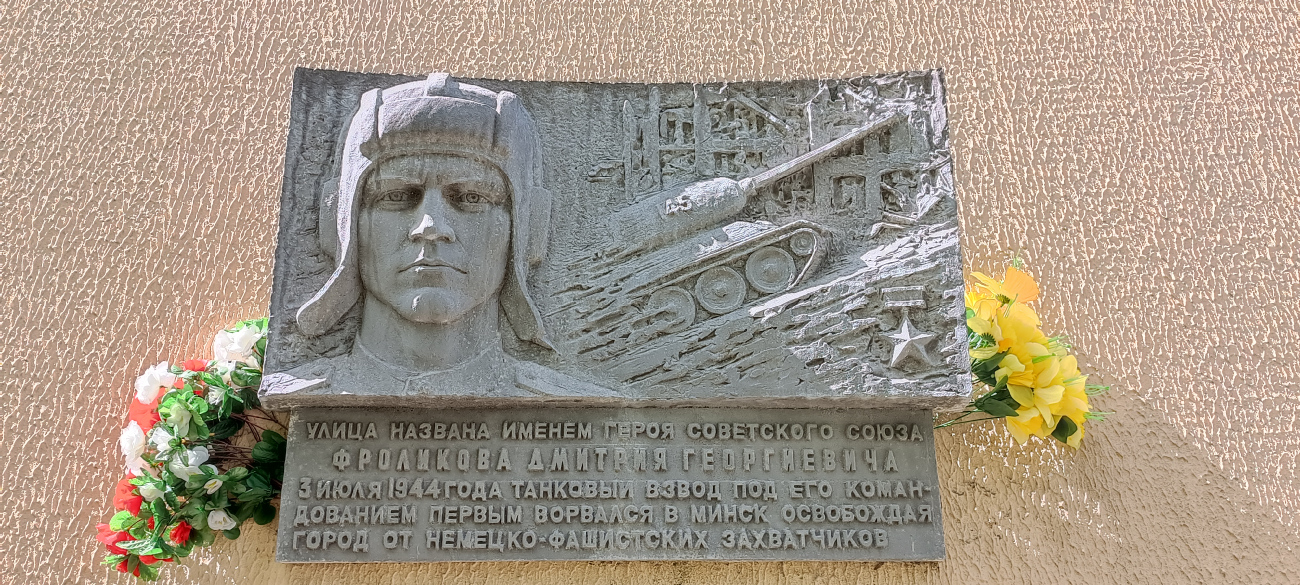 УЛИЦА НАЗВАНА ИМЕНЕМ ГЕРОЯ СОВЕТСКОГО СОЮЗА
ФРОЛИКОВА ДМИТРИЯ ГЕОРГИЕВИЧА
3 ИЮЛЯ 1944 ГОДА ТАНКОВЫЙ ВЗВОД ПОД ЕГО КОМАН-
ДОВАНИЕМ ПЕРВЫМ ВОРВАЛСЯ В МИНСК ОСВОБОЖДАЯ
ГОРОД ОТ НЕМЕЦКО-ФАШИСТСКИХ ЗАХВАТЧИКОВ